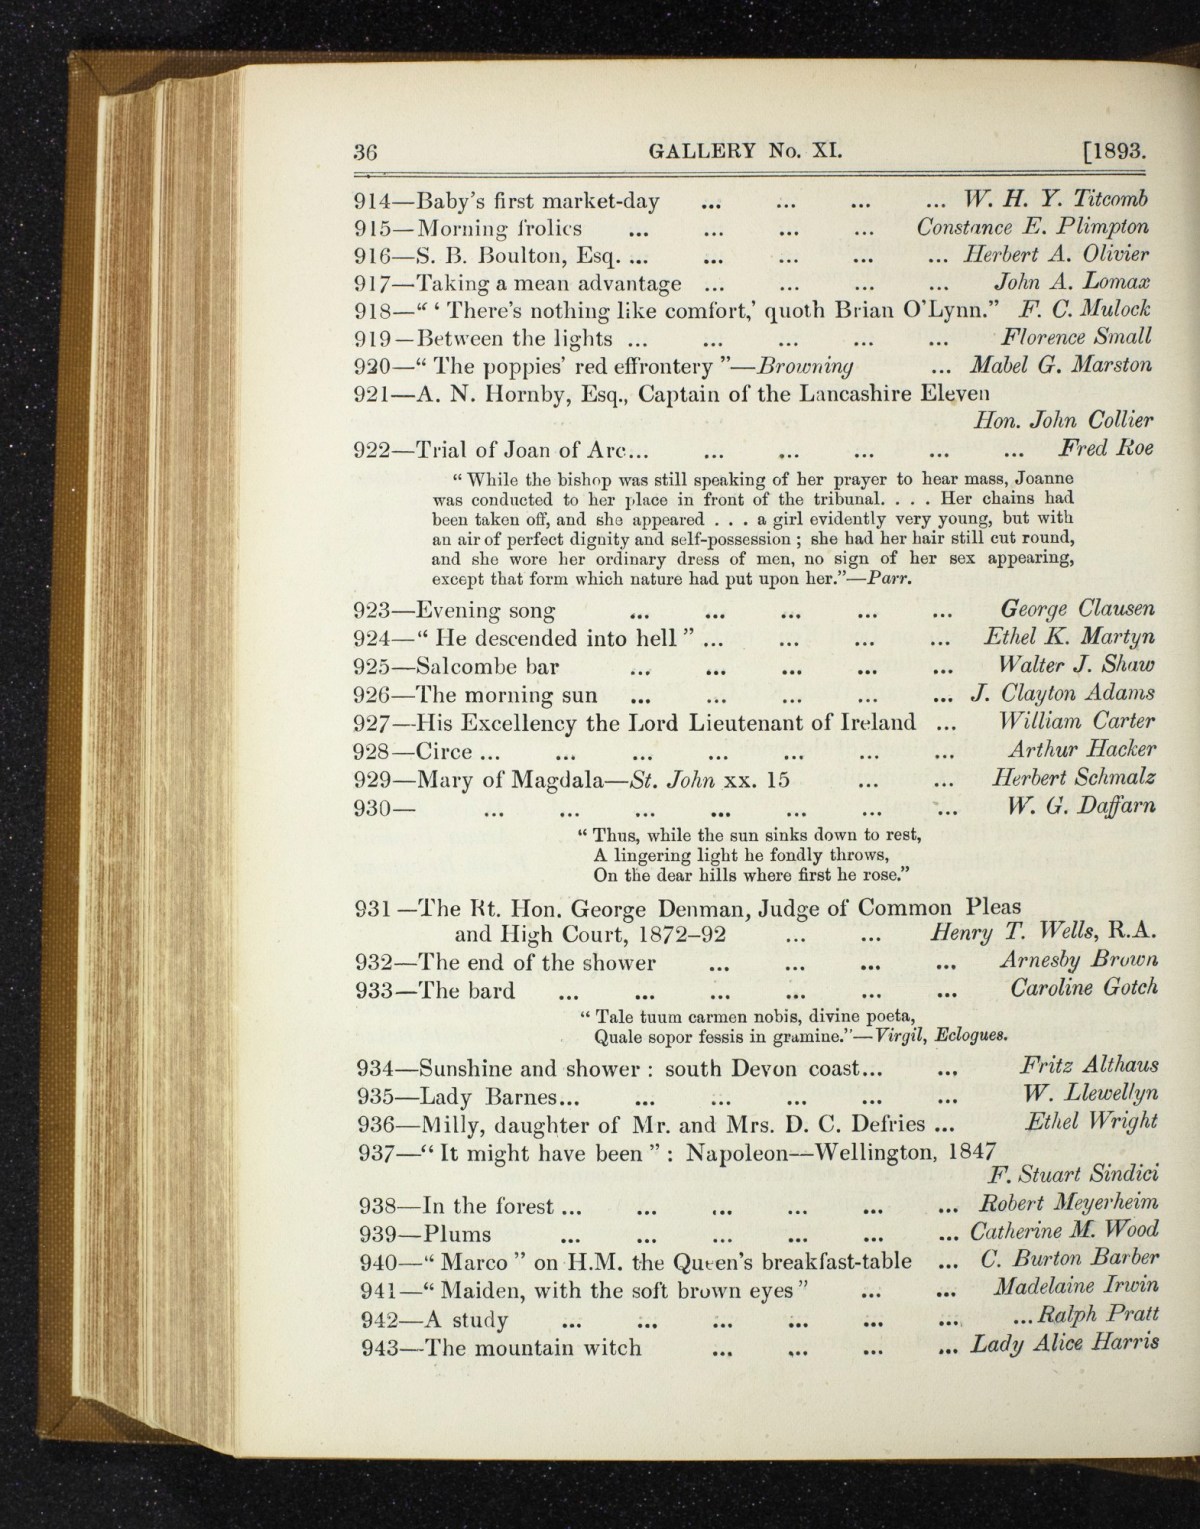 36 GALLERY No. XI. [1893.
914—Baby's first market-day ... ... ... ... W. H. Y. Titcomb
915—Morning frolics ... ... ... ... Constance E. Plimpton
916—S. B. Boulton, Esq. ... ... ... ... ... Herbert A. Olivier
917—Taking a mean advantage ... ... ... ... John A. Lomax
918—“ ‘ There's nothing like comfort,’ quoth Brian O'Lynn.” F. C. Mulock
919—Between the lights ... ... ... ... ... Florence Small
920—“ The poppies' red effrontery ”—Browning ... Mabel G. Marston
921—A. N. Hornby, Esq., Captain of the Lancashire Eleven
Hon. John Collier
922—Trial of Joan of Arc... ... ... ... ... ... Fred Roe
“ While the bishop was still speaking of her prayer to hear mass, Joanne
was conducted to her place in front of the tribunal. . . . Her chains had
been taken off, and she appeared . . . a girl evidently very young, but with
an air of perfect dignity and self-possession ; she had her hair still cut round,
and she wore her ordinary dress of men, no sign of her sex appearing,
except that form which nature had put upon her.”—Parr.
923—Evening song ... ... ... ... ... George Clausen
924—“ He descended into hell ” ... ... ... ... Ethel K. Martyn
925—Salcombe bar ... ... ... ... ... Walter J. Shaw
926—The morning sun ... ... ... ... ... J. Clayton Adams
927—His Excellency the Lord Lieutenant of Ireland ... William Carter
928—Circe ... ... ... ... ... ... ... Arthur Hacker
929—Mary of Magdala—St. John xx. 15 ... ... Herbert Schmalz
930— ... ... ... ... ... ... ... W. G. Daffarn
“ Thus, while the sun sinks down to rest,
A lingering light he fondly throws,
On the dear hills where first he rose.”
931—The Rt. Hon. George Denman, Judge of Common Pleas
and High Court, 1872–92 ... ... Henry T. Wells, R.A.
932—The end of the shower ... ... ... ... Arnesby Brown
933—The bard ... ... ... ... ... ... Caroline Gotch
“ Tale tuum carmen nobis, divine poeta,
Quale sopor fessis in gramine.”—Virgil, Eclogues.
934—Sunshine and shower : south Devon coast... ... Fritz Althaus
935—Lady Barnes... ... ... ... ... ... W. Llewellyn
936—Milly, daughter of Mr. and Mrs. D. C. Defries ... Ethel Wright
937—“ It might have been ” : Napoleon—Wellington, 1847
F. Stuart Sindici
938—In the forest ... ... ... ... ... ... Robert Meyerheim
939—Plums ... ... ... ... ... ... Catherine M. Wood
940—“ Marco ” on H.M. the Queen's breakfast-table ... C. Burton Barber
941—“ Maiden, with the soft brown eyes ” ... ... Madelaine Irwin
942—A study ... ... ... ... ... ... ... Ralph Pratt
943—The mountain witch ... ... ... ... Lady Alice Harris